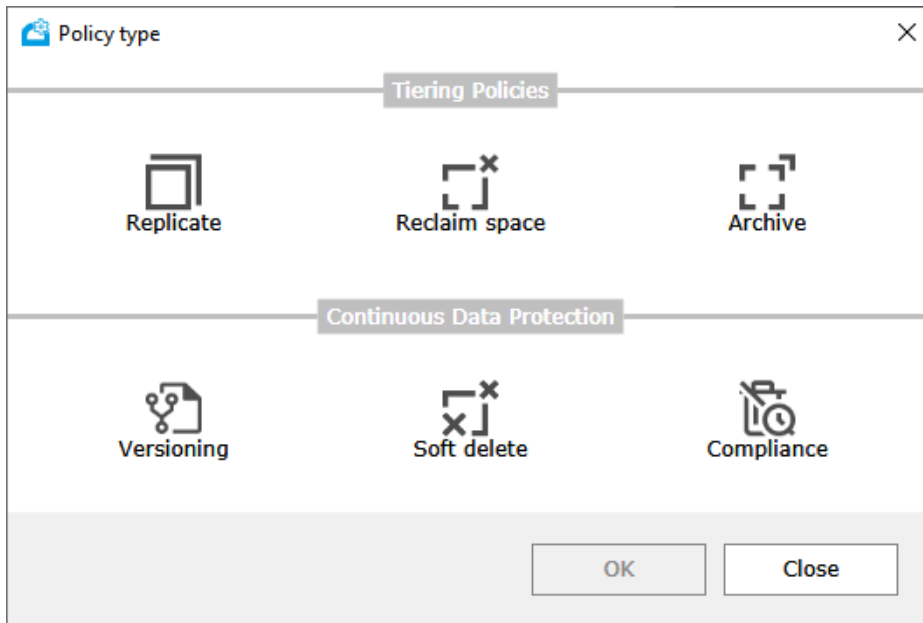 Policy type
Tiering Policies
Replicate
Reclaim space
Archive
Continuous Data Protection
Versioning
Soft delete
Compliance
OK
Close